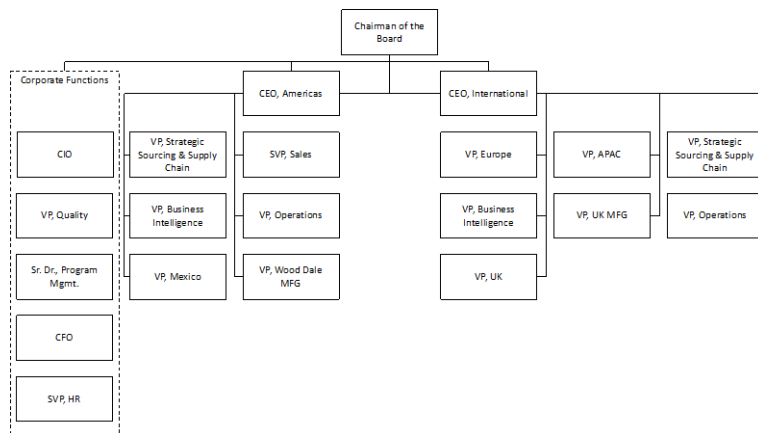 Chairman of the
Board
Corporate Functions
CEO, Americas
CEO, International
CIO
VP, Strategic
Sourcing & Supply
Chain
SVP, Sales
VP, Europe
VP, APAC
VP, Strategic
Sourcing & Supply
Chain
VP, Quality
VP, Business
Intelligence
VP, Operations
VP, Business
Intelligence
VP, UK MFG
VP, Operations
Sr. Dr., Program
Mgmt.
VP, Mexico
VP, Wood Dale
MFG
VP, UK
CFO
SVP, HR